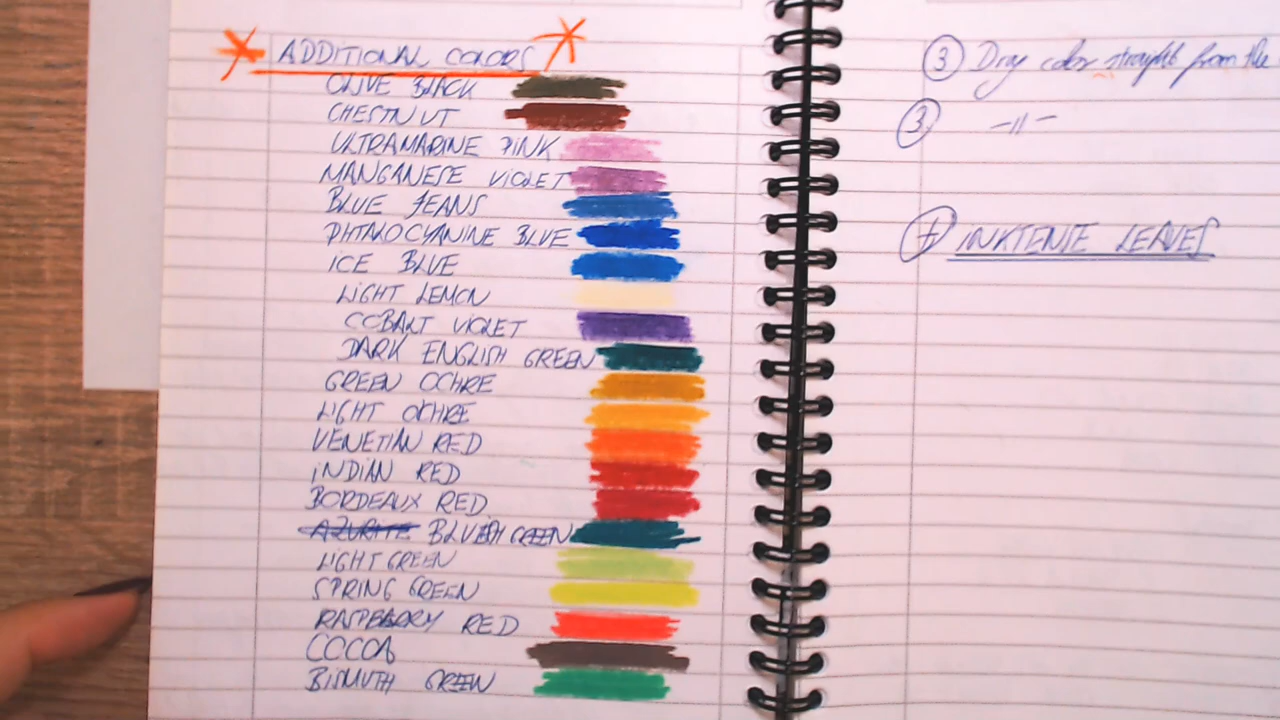 ADDITIONAL COLORS
OLIVE BLACK
CHESTNUT
ULTRAMARINE PINK
MANGANESE VIOLET
BLUE JEANS
PHTALOCYANINE BLUE
ICE BLUE
LIGHT LEMON
COBALT VIOLET
DARK ENGLISH GREEN
GREEN OCHRE
LIGHT OCHRE
VENETIAN RED
INDIAN RED
BORDEAUX RED
AZURITE BLUEISH GREEN
LIGHT GREEN
SPRING GREEN
RASPBERRY RED
COCOA
BISMUTH GREEN
③ Dry color straight from the
③ -11-
⑦ INKTENSE LEAVES